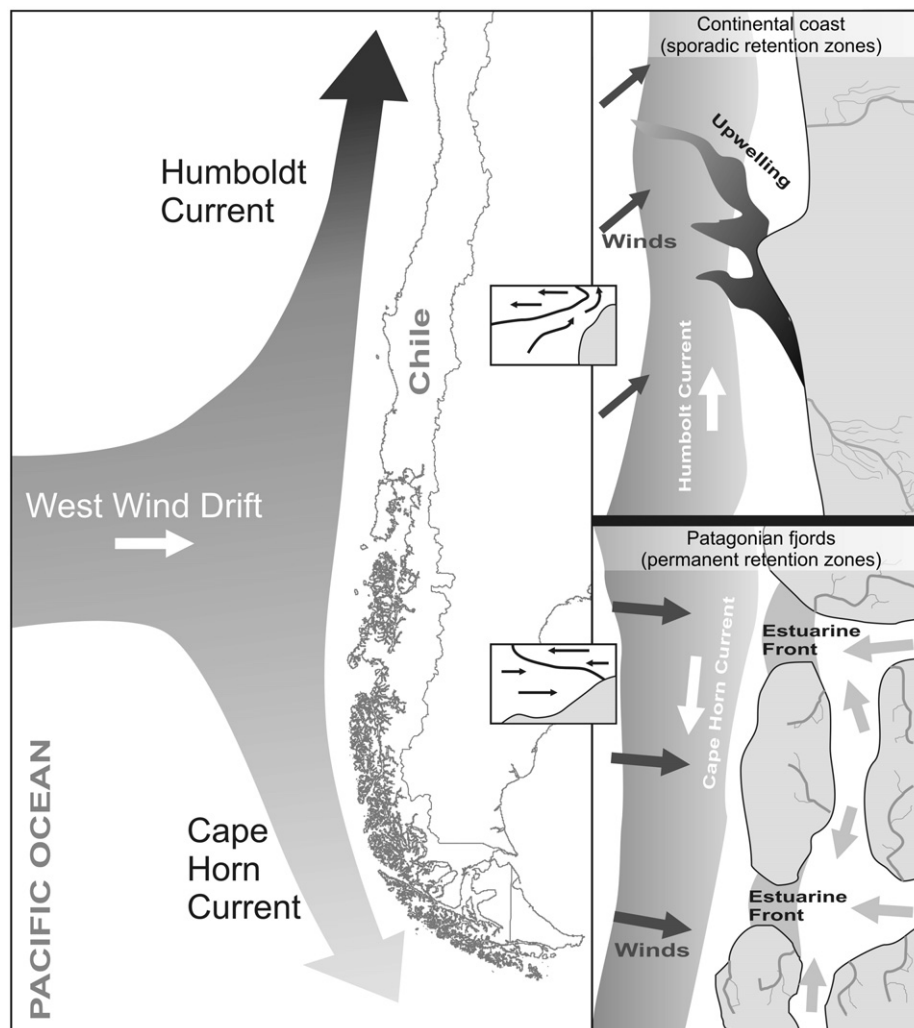 Humboldt
Current
Chile
West Wind Drift
Cape
Horn
Current
PACIFIC OCEAN
Continental coast
(sporadic retention zones)
Upwelling
Winds
Humbolt Current
Patagonian fjords
(permanent retention zones)
Estuarine
Front
Cape Horn Current
Estuarine
Front
Winds